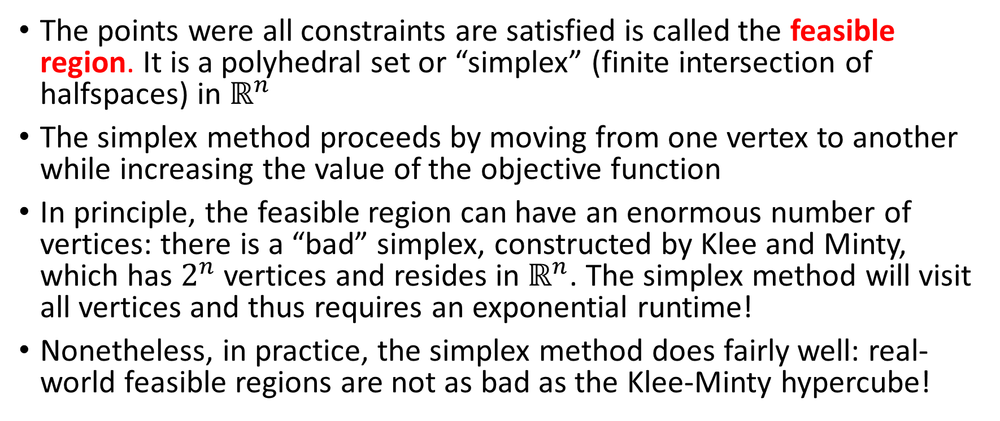 • The points were all constraints are satisfied is called the feasible
region. It is a polyhedral set or “simplex” (finite intersection of
halfspaces) in ℝⁿ
• The simplex method proceeds by moving from one vertex to another
while increasing the value of the objective function
• In principle, the feasible region can have an enormous number of
vertices: there is a “bad” simplex, constructed by Klee and Minty,
which has 2ⁿ vertices and resides in ℝⁿ. The simplex method will visit
all vertices and thus requires an exponential runtime!
• Nonetheless, in practice, the simplex method does fairly well: real-
world feasible regions are not as bad as the Klee-Minty hypercube!